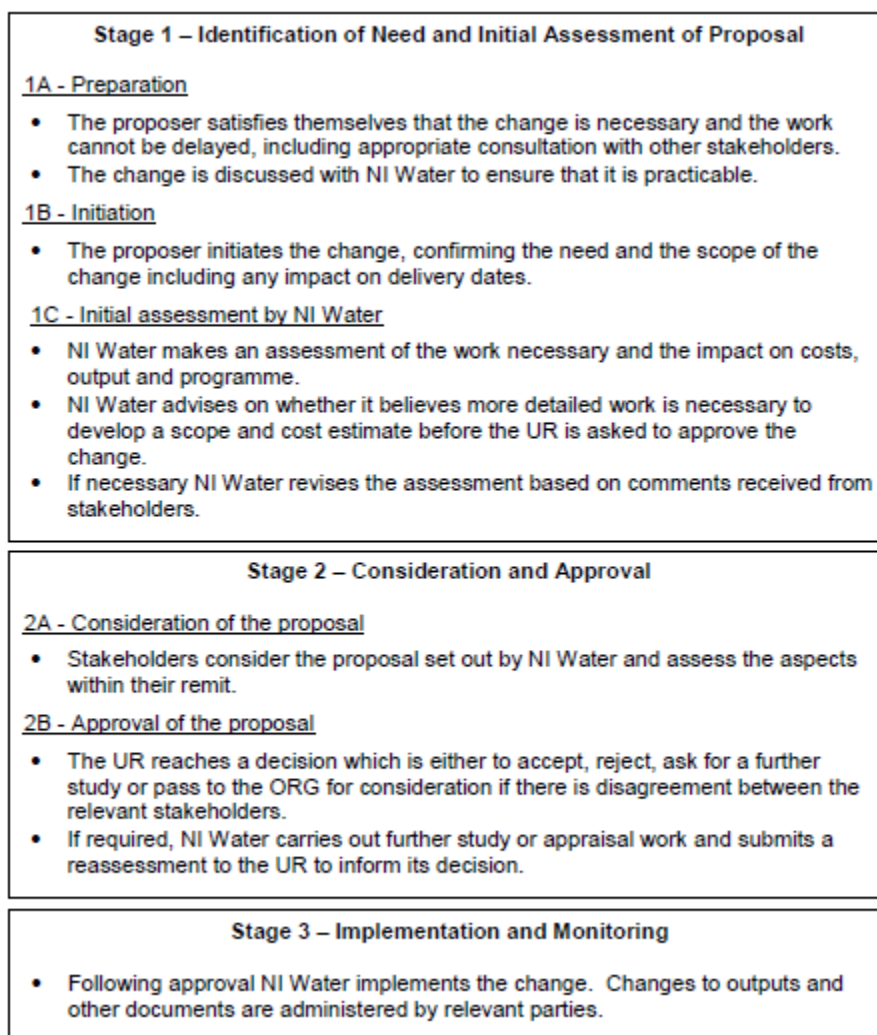 Stage 1 – Identification of Need and Initial Assessment of Proposal
1A - Preparation
• The proposer satisfies themselves that the change is necessary and the work
cannot be delayed, including appropriate consultation with other stakeholders.
• The change is discussed with NI Water to ensure that it is practicable.
1B - Initiation
• The proposer initiates the change, confirming the need and the scope of the
change including any impact on delivery dates.
1C - Initial assessment by NI Water
• NI Water makes an assessment of the work necessary and the impact on costs,
output and programme.
• NI Water advises on whether it believes more detailed work is necessary to
develop a scope and cost estimate before the UR is asked to approve the
change.
• If necessary NI Water revises the assessment based on comments received from
stakeholders.
Stage 2 – Consideration and Approval
2A - Consideration of the proposal
• Stakeholders consider the proposal set out by NI Water and assess the aspects
within their remit.
2B - Approval of the proposal
• The UR reaches a decision which is either to accept, reject, ask for a further
study or pass to the ORG for consideration if there is disagreement between the
relevant stakeholders.
• If required, NI Water carries out further study or appraisal work and submits a
reassessment to the UR to inform its decision.
Stage 3 – Implementation and Monitoring
• Following approval NI Water implements the change. Changes to outputs and
other documents are administered by relevant parties.